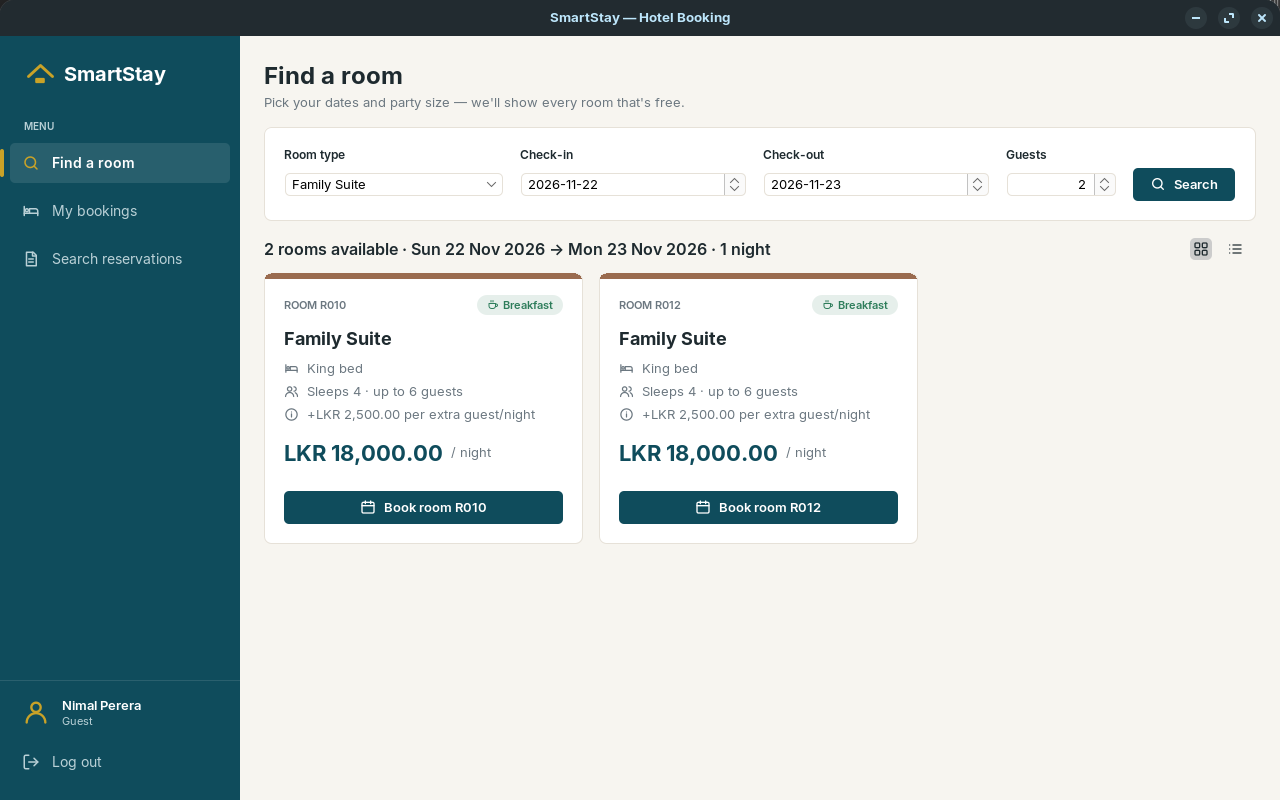 SmartStay — Hotel Booking
SmartStay
MENU
Find a room
My bookings
Search reservations
Nimal Perera
Guest
Log out
Find a room
Pick your dates and party size — we'll show every room that's free.
Room type
Check-in
Check-out
Guests
Family Suite
2026-11-22
2026-11-23
2
Search
2 rooms available · Sun 22 Nov 2026 → Mon 23 Nov 2026 · 1 night
ROOM R010
Breakfast
Family Suite
King bed
Sleeps 4 · up to 6 guests
+LKR 2,500.00 per extra guest/night
LKR 18,000.00 / night
Book room R010
ROOM R012
Breakfast
Family Suite
King bed
Sleeps 4 · up to 6 guests
+LKR 2,500.00 per extra guest/night
LKR 18,000.00 / night
Book room R012